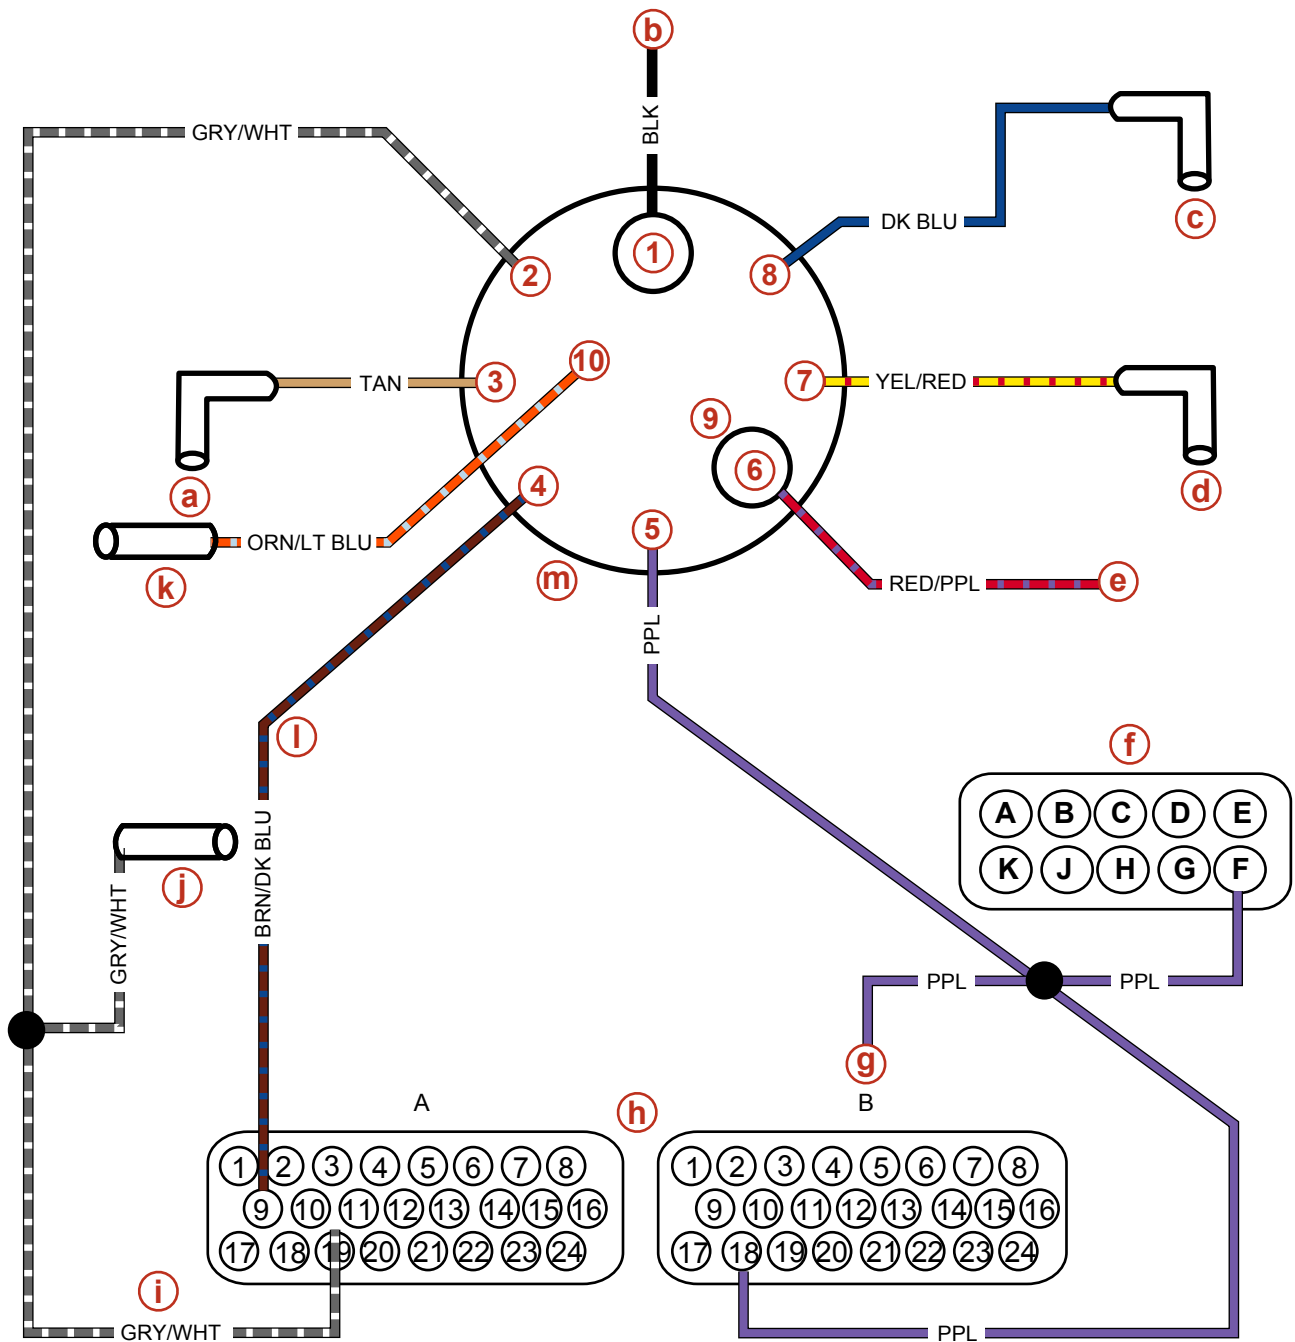 b
GRY/WHT
BLK
DK BLU
c
1
2
8
10
3
TAN
7
YEL/RED
9
6
4
a
d
ORN/LT BLU
5
k
m
RED/PPL
e
PPL
l
f
A B C D E
K J H G F
BRN/DK BLU
j
GRY/WHT
PPL
PPL
g
A
h
B
1 2 3 4 5 6 7 8
9 10 11 12 13 14 15 16
17 18 19 20 21 22 23 24
1 2 3 4 5 6 7 8
9 10 11 12 13 14 15 16
17 18 19 20 21 22 23 24
i
GRY/WHT
PPL